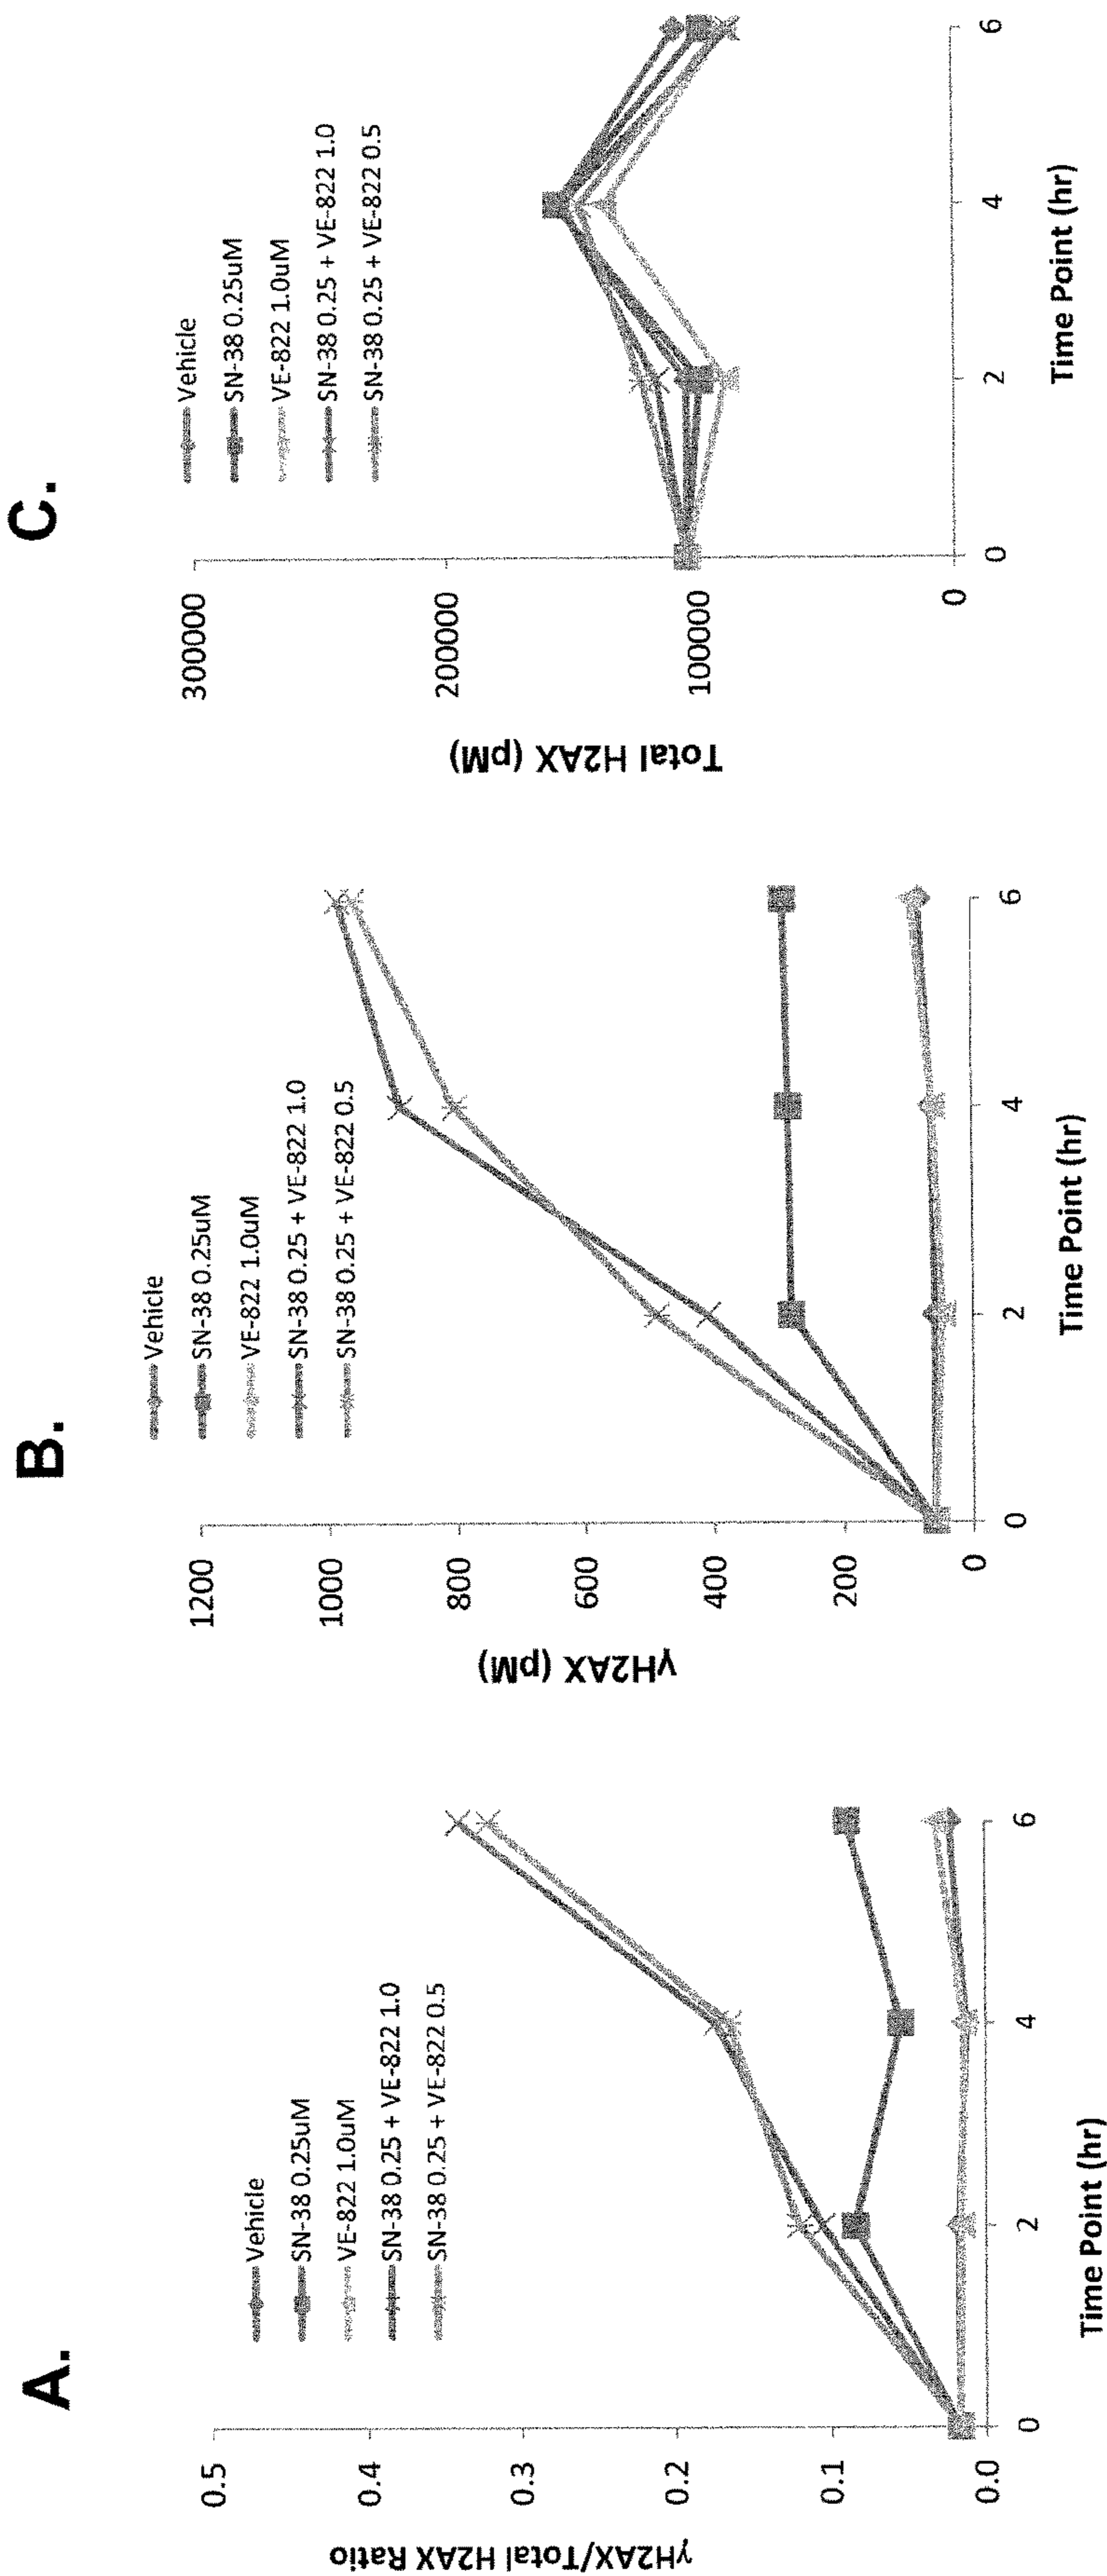 A.
γH2AX/Total H2AX Ratio
0.5
0.4
0.3
0.2
0.1
0.0
Vehicle
SN-38 0.25uM
VE-822 1.0uM
SN-38 0.25 + VE-822 1.0
SN-38 0.25 + VE-822 0.5
0 2 4 6
Time Point (hr)
B.
γH2AX (pM)
1200
1000
800
600
400
200
0
Vehicle
SN-38 0.25uM
VE-822 1.0uM
SN-38 0.25 + VE-822 1.0
SN-38 0.25 + VE-822 0.5
0 2 4 6
Time Point (hr)
C.
Total H2AX (pM)
300000
200000
100000
0
Vehicle
SN-38 0.25uM
VE-822 1.0uM
SN-38 0.25 + VE-822 1.0
SN-38 0.25 + VE-822 0.5
0 2 4 6
Time Point (hr)